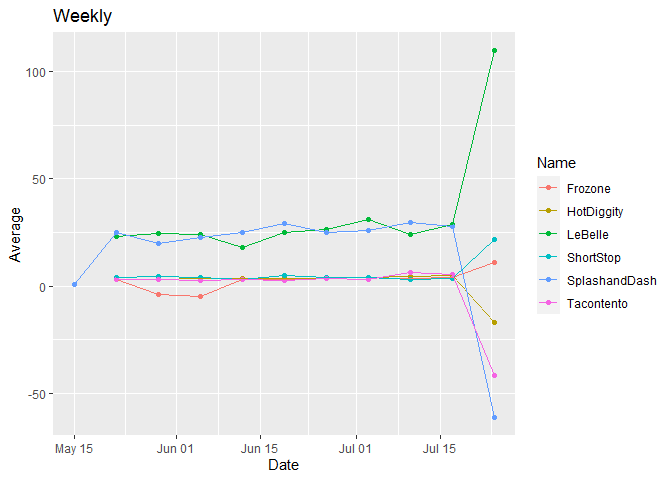 Weekly
100
50
0
-50
Average
May 15
Jun 01
Jun 15
Jul 01
Jul 15
Date
Name
Frozone
HotDiggity
LeBelle
ShortStop
SplashandDash
Tacontento